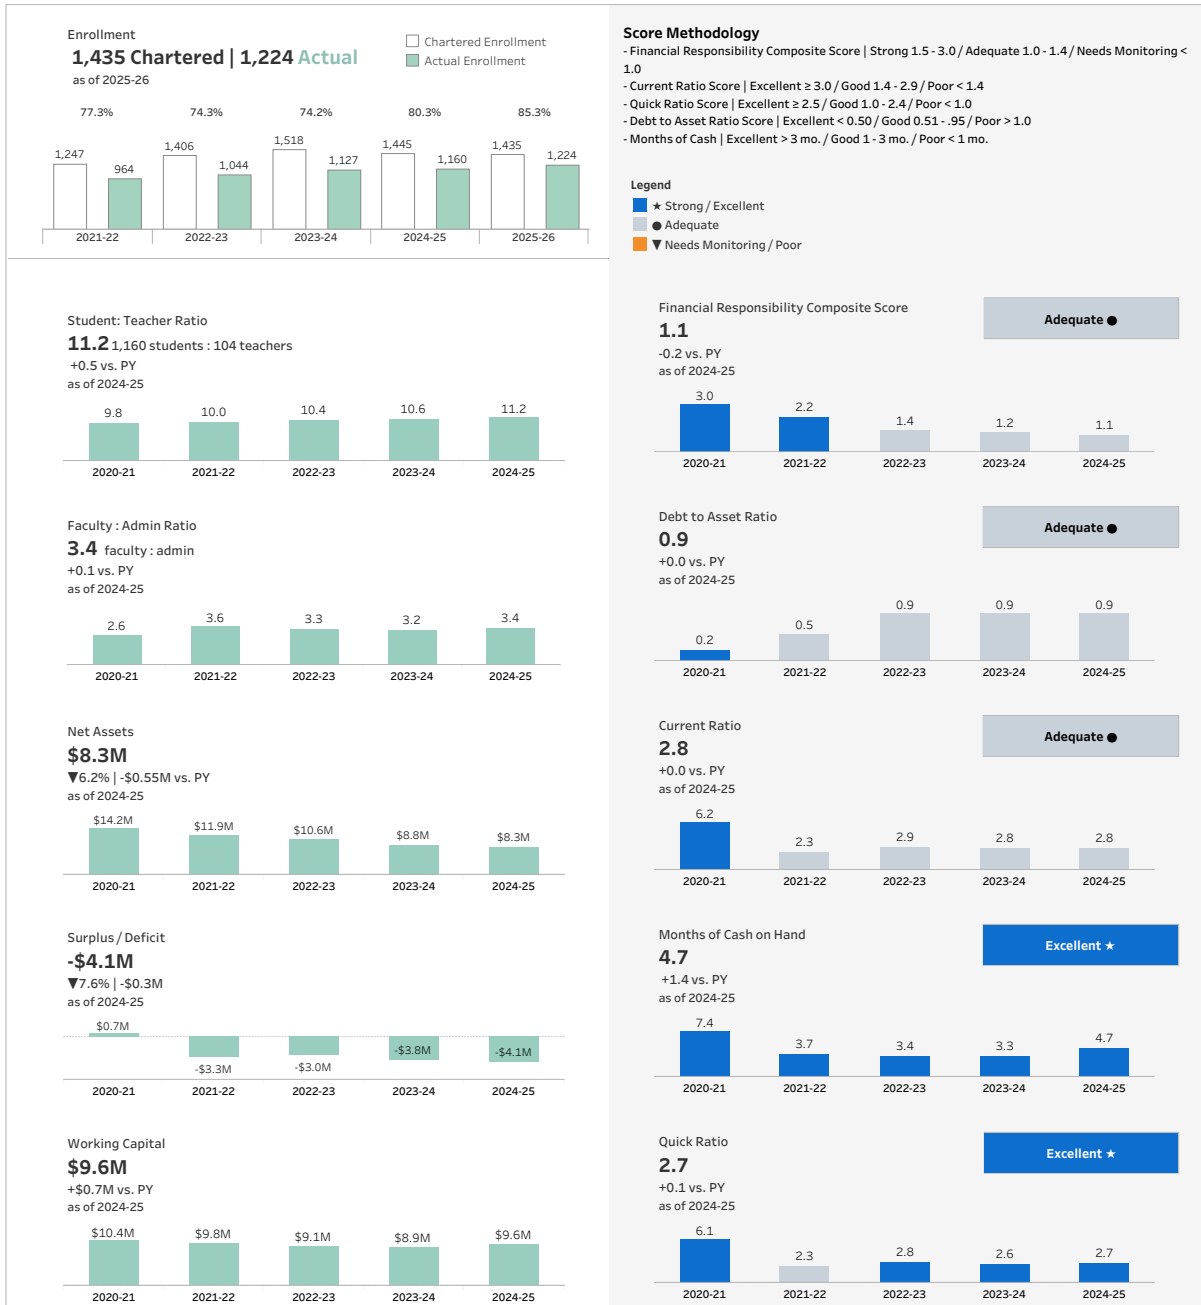 Enrollment
1,435 Chartered | 1,224 Actual
as of 2025-26
Chartered Enrollment
Actual Enrollment
77.3% 74.3% 74.2% 80.3% 85.3%
1,247 964 1,406 1,044 1,518 1,127 1,445 1,160 1,435 1,224
2021-22 2022-23 2023-24 2024-25 2025-26
Student: Teacher Ratio
11.2 1,160 students : 104 teachers
+0.5 vs. PY
as of 2024-25
9.8 10.0 10.4 10.6 11.2
2020-21 2021-22 2022-23 2023-24 2024-25
Faculty : Admin Ratio
3.4 faculty : admin
+0.1 vs. PY
as of 2024-25
2.6 3.6 3.3 3.2 3.4
2020-21 2021-22 2022-23 2023-24 2024-25
Net Assets
$8.3M
▼6.2% | -$0.55M vs. PY
as of 2024-25
$14.2M $11.9M $10.6M $8.8M $8.3M
2020-21 2021-22 2022-23 2023-24 2024-25
Surplus / Deficit
-$4.1M
▼7.6% | -$0.3M
as of 2024-25
$0.7M -$3.3M -$3.0M -$3.8M -$4.1M
2020-21 2021-22 2022-23 2023-24 2024-25
Working Capital
$9.6M
+$0.7M vs. PY
as of 2024-25
$10.4M $9.8M $9.1M $8.9M $9.6M
2020-21 2021-22 2022-23 2023-24 2024-25
Score Methodology
- Financial Responsibility Composite Score | Strong 1.5 - 3.0 / Adequate 1.0 - 1.4 / Needs Monitoring <
1.0
- Current Ratio Score | Excellent ≥ 3.0 / Good 1.4 - 2.9 / Poor < 1.4
- Quick Ratio Score | Excellent ≥ 2.5 / Good 1.0 - 2.4 / Poor < 1.0
- Debt to Asset Ratio Score | Excellent < 0.50 / Good 0.51 - .95 / Poor > 1.0
- Months of Cash | Excellent > 3 mo. / Good 1 - 3 mo. / Poor < 1 mo.
Legend
★ Strong / Excellent
● Adequate
▼ Needs Monitoring / Poor
Financial Responsibility Composite Score
1.1
-0.2 vs. PY
as of 2024-25
Adequate ●
3.0 2.2 1.4 1.2 1.1
2020-21 2021-22 2022-23 2023-24 2024-25
Debt to Asset Ratio
0.9
+0.0 vs. PY
as of 2024-25
Adequate ●
0.2 0.5 0.9 0.9 0.9
2020-21 2021-22 2022-23 2023-24 2024-25
Current Ratio
2.8
+0.0 vs. PY
as of 2024-25
Adequate ●
6.2 2.3 2.9 2.8 2.8
2020-21 2021-22 2022-23 2023-24 2024-25
Months of Cash on Hand
4.7
+1.4 vs. PY
as of 2024-25
Excellent ★
7.4 3.7 3.4 3.3 4.7
2020-21 2021-22 2022-23 2023-24 2024-25
Quick Ratio
2.7
+0.1 vs. PY
as of 2024-25
Excellent ★
6.1 2.3 2.8 2.6 2.7
2020-21 2021-22 2022-23 2023-24 2024-25